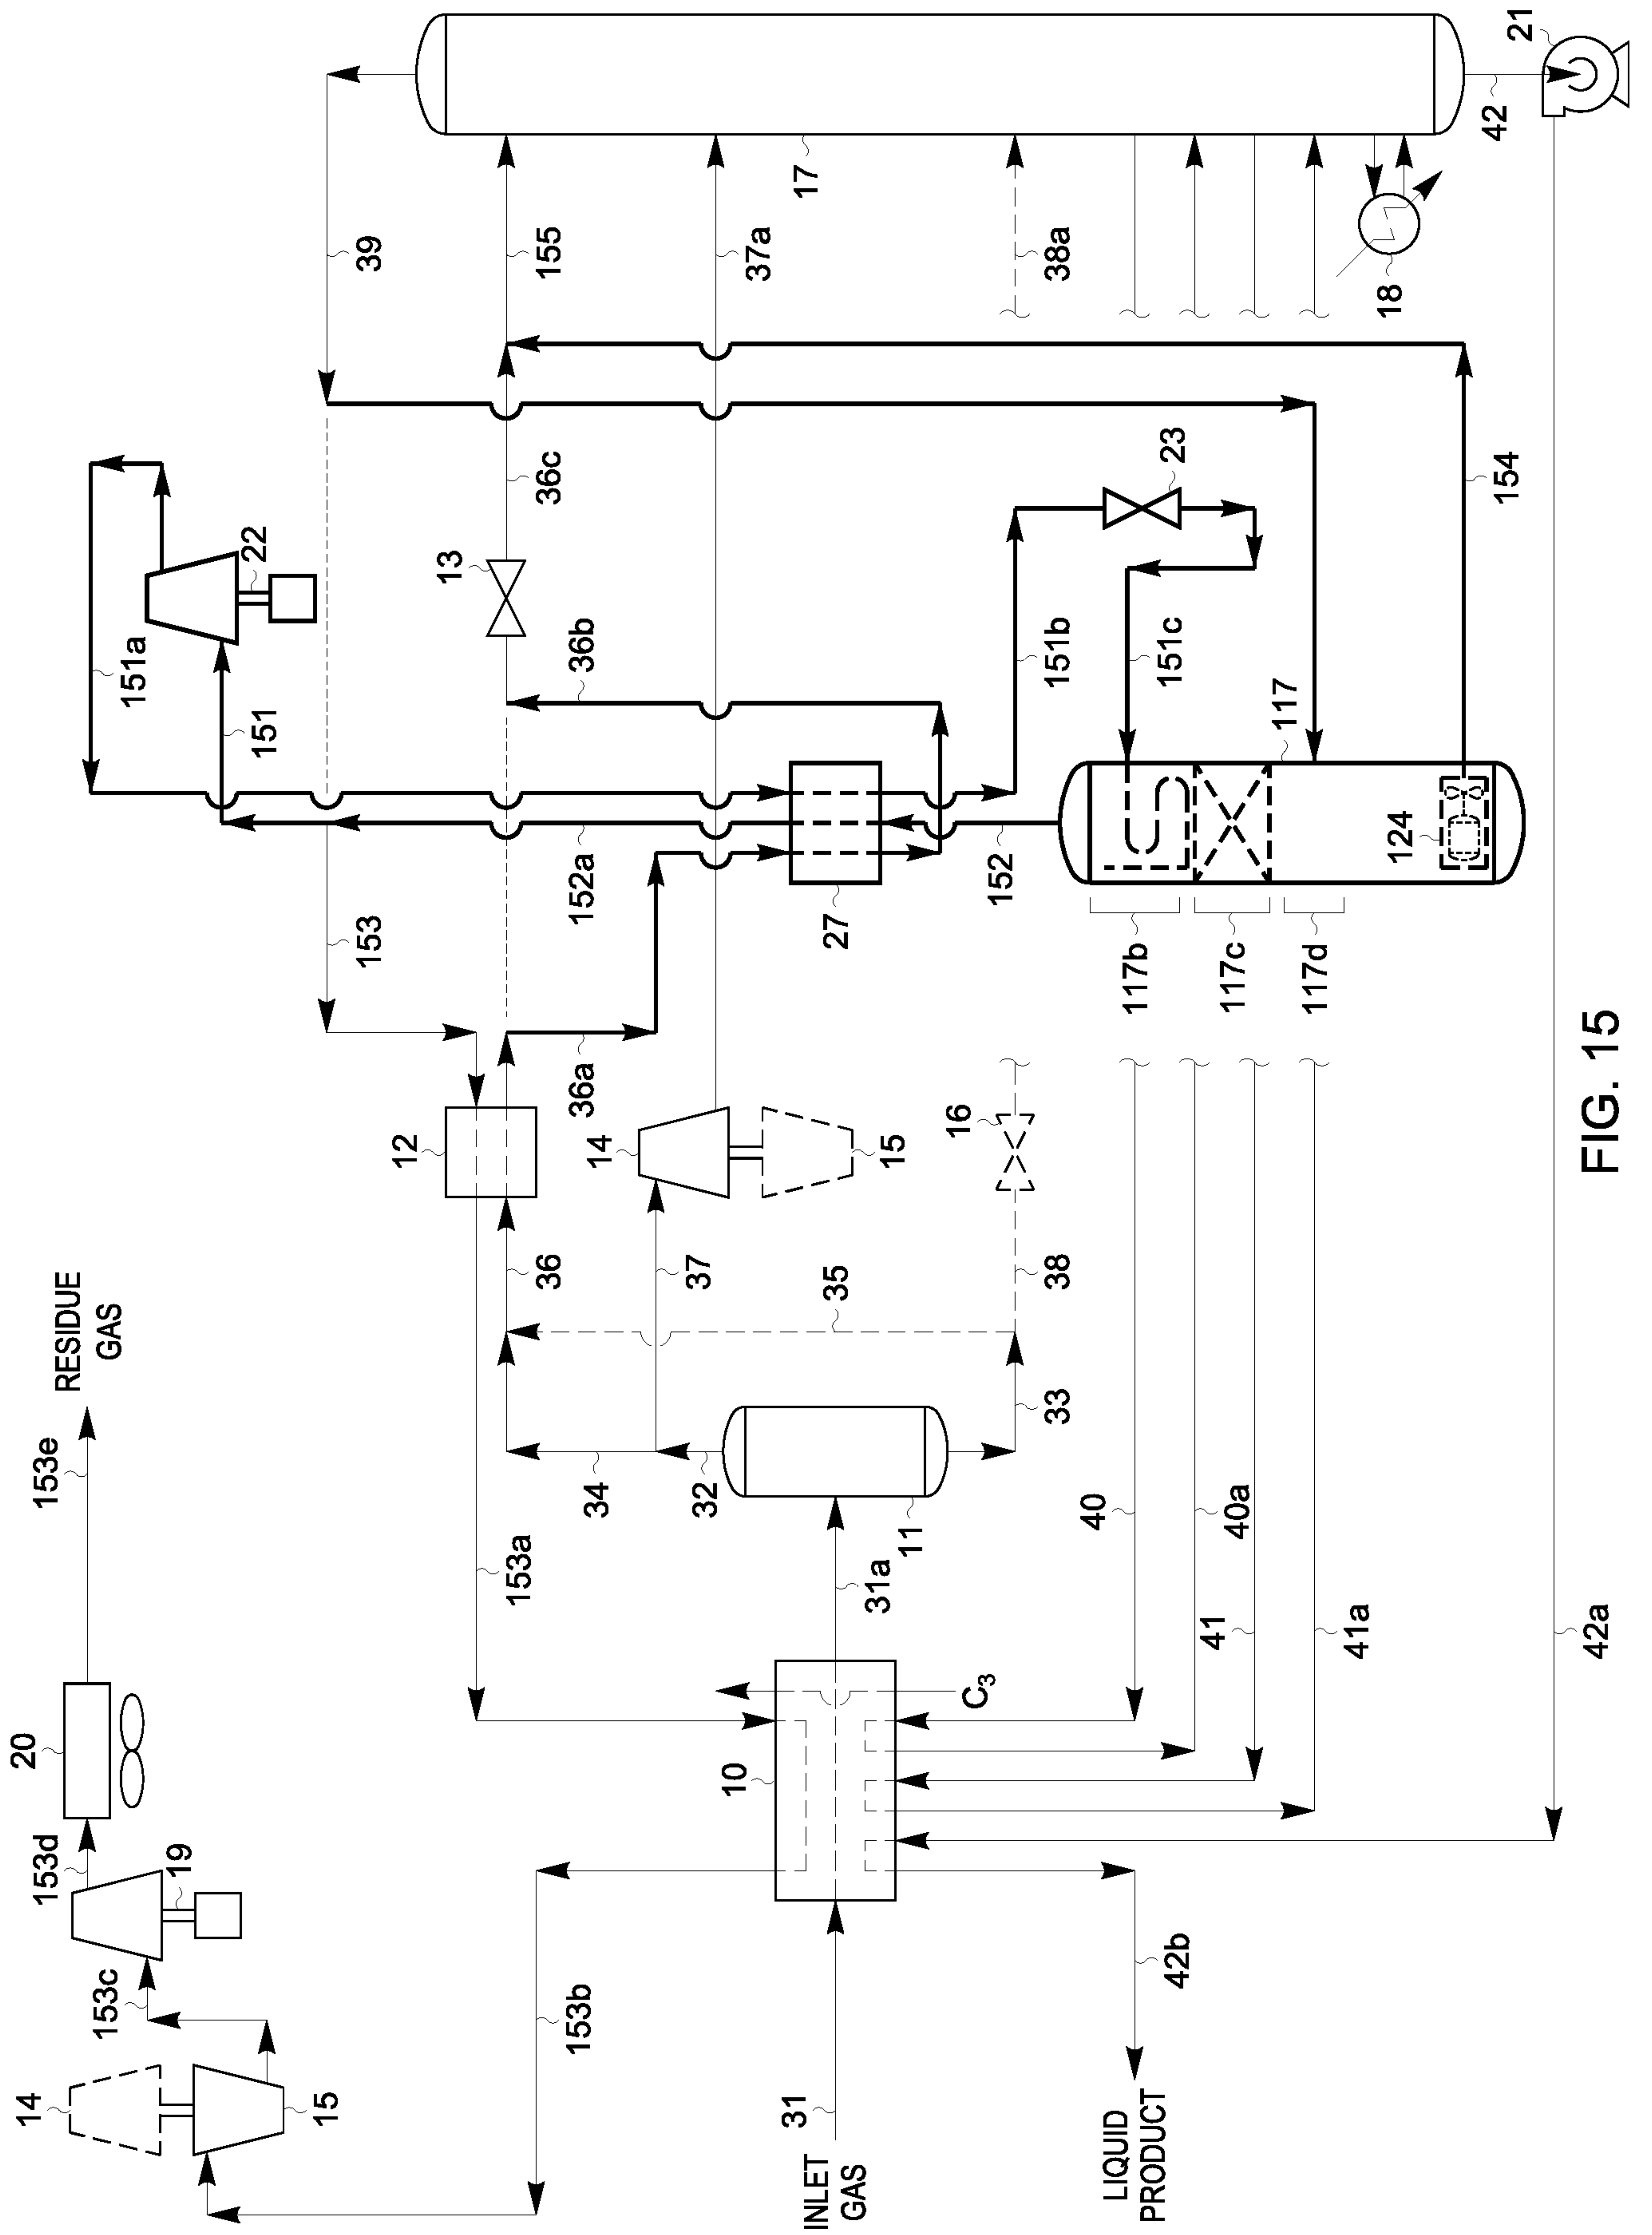 RESIDUE
GAS
153e
20
153d
19
153c
14
15
153b
153a
12
153
39
151a
151
22
152a
13
36c
155
36
36a
36b
34
37
14
15
37a
17
32
11
31a
31
INLET
GAS
10
C3
35
33
38
16
38a
27
152
151b
151c
23
117
117b
117c
117d
124
154
18
40
40a
41
41a
42
21
42a
42b
LIQUID
PRODUCT
FIG. 15